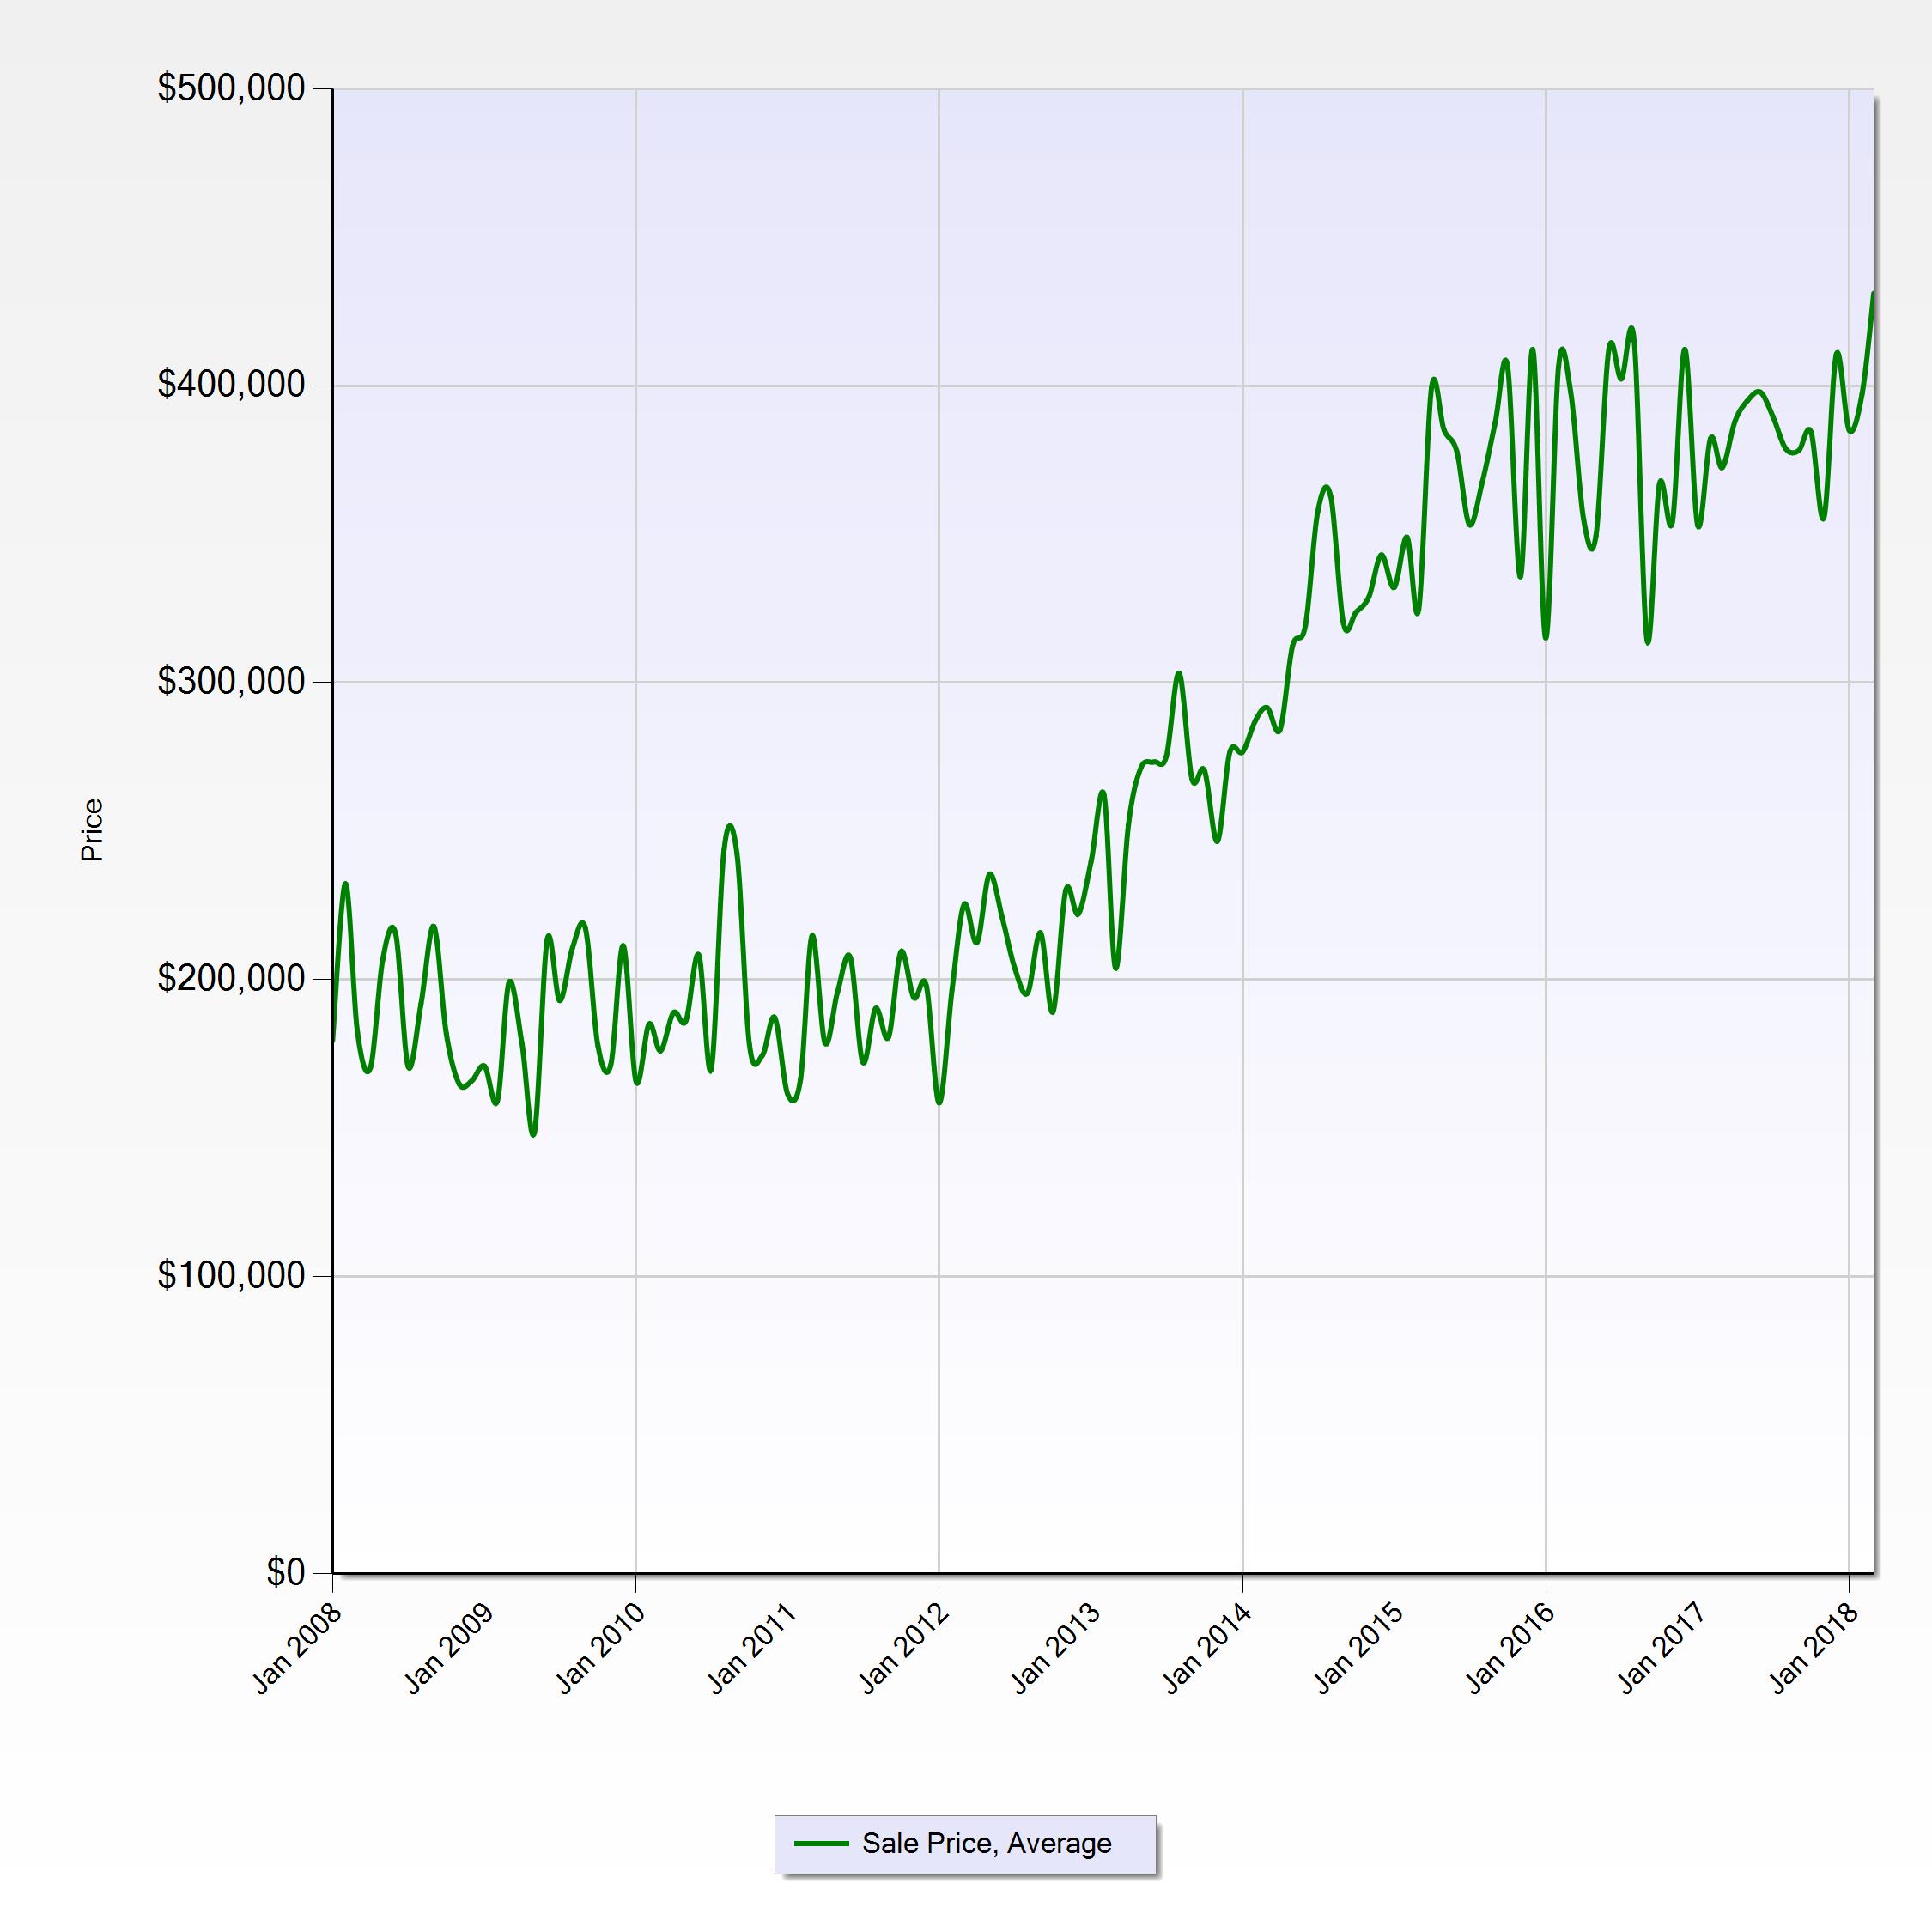 $500,000
$400,000
$300,000
$200,000
$100,000
$0
Price
Jan 2008
Jan 2009
Jan 2010
Jan 2011
Jan 2012
Jan 2013
Jan 2014
Jan 2015
Jan 2016
Jan 2017
Jan 2018
Sale Price, Average